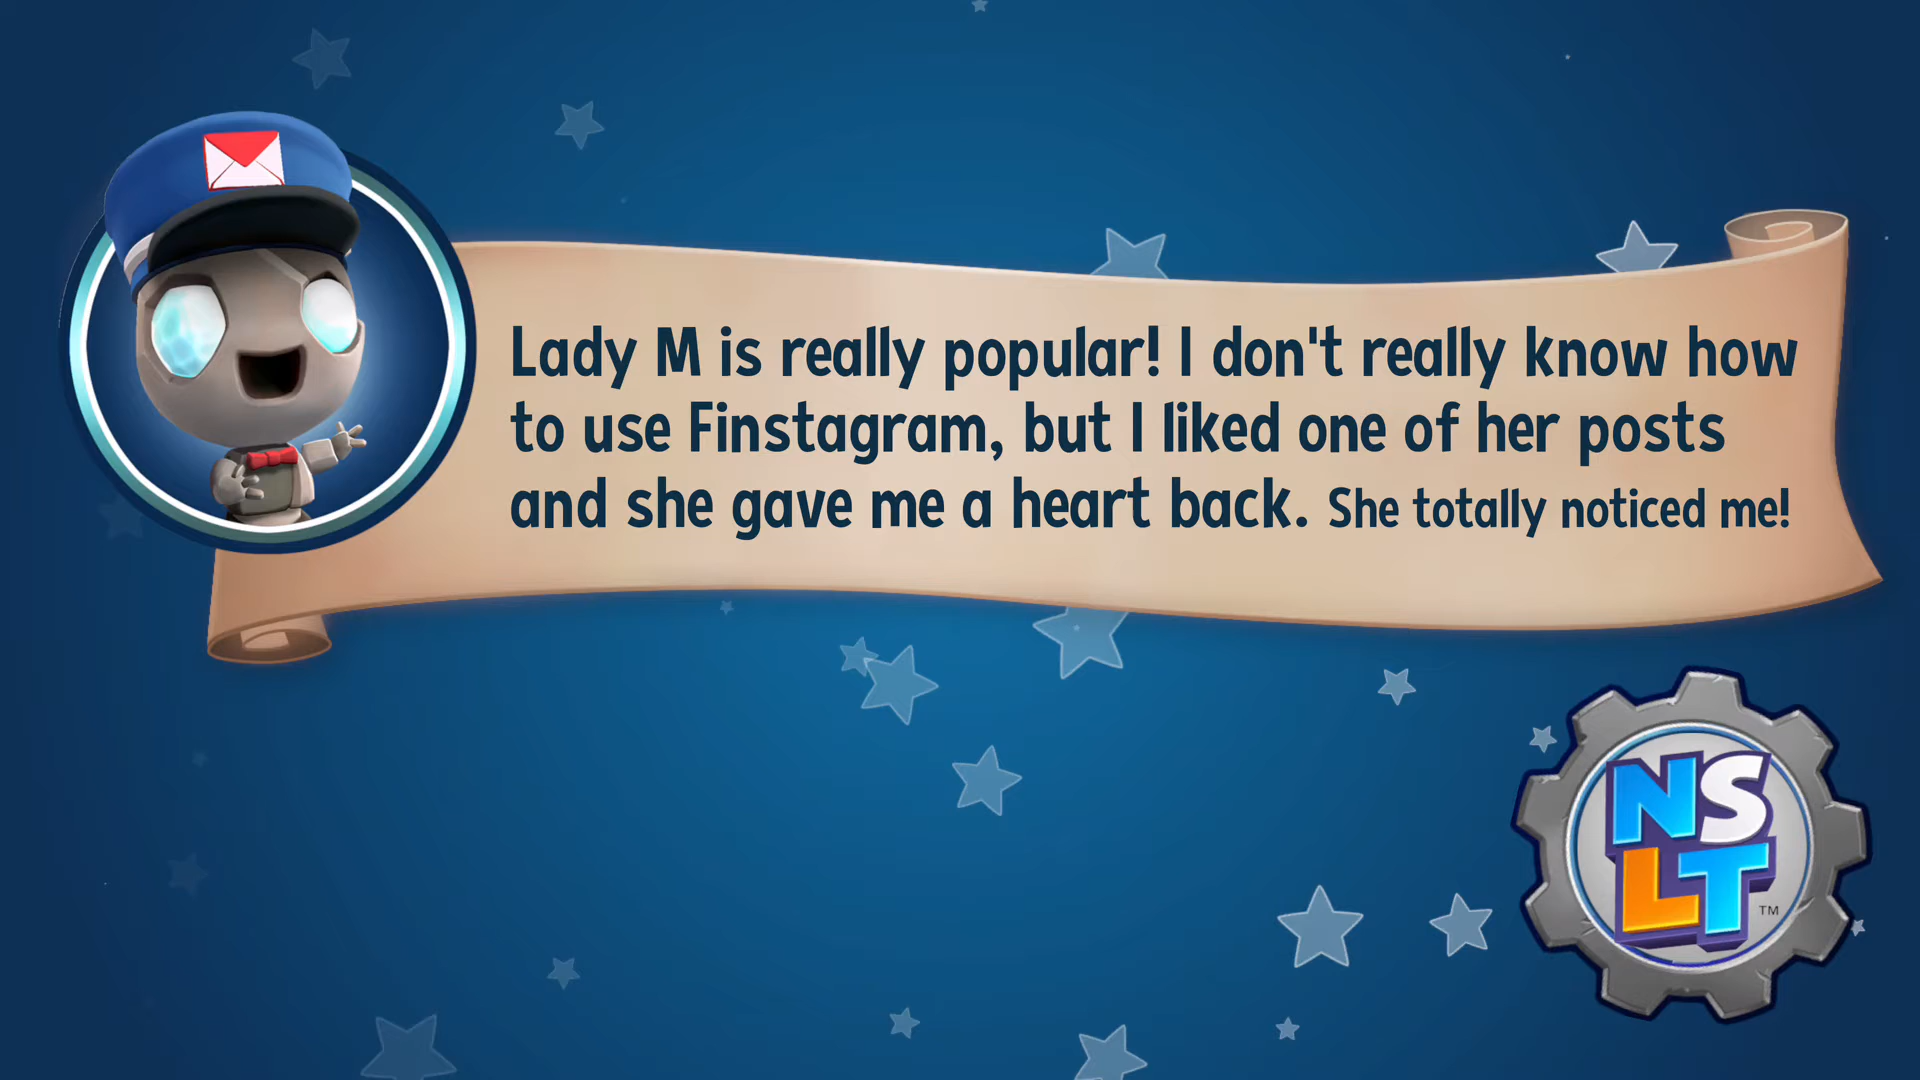 Lady M is really popular! I don't really know how
to use Finstagram, but I liked one of her posts
and she gave me a heart back. She totally noticed me!
NS
LT
TM